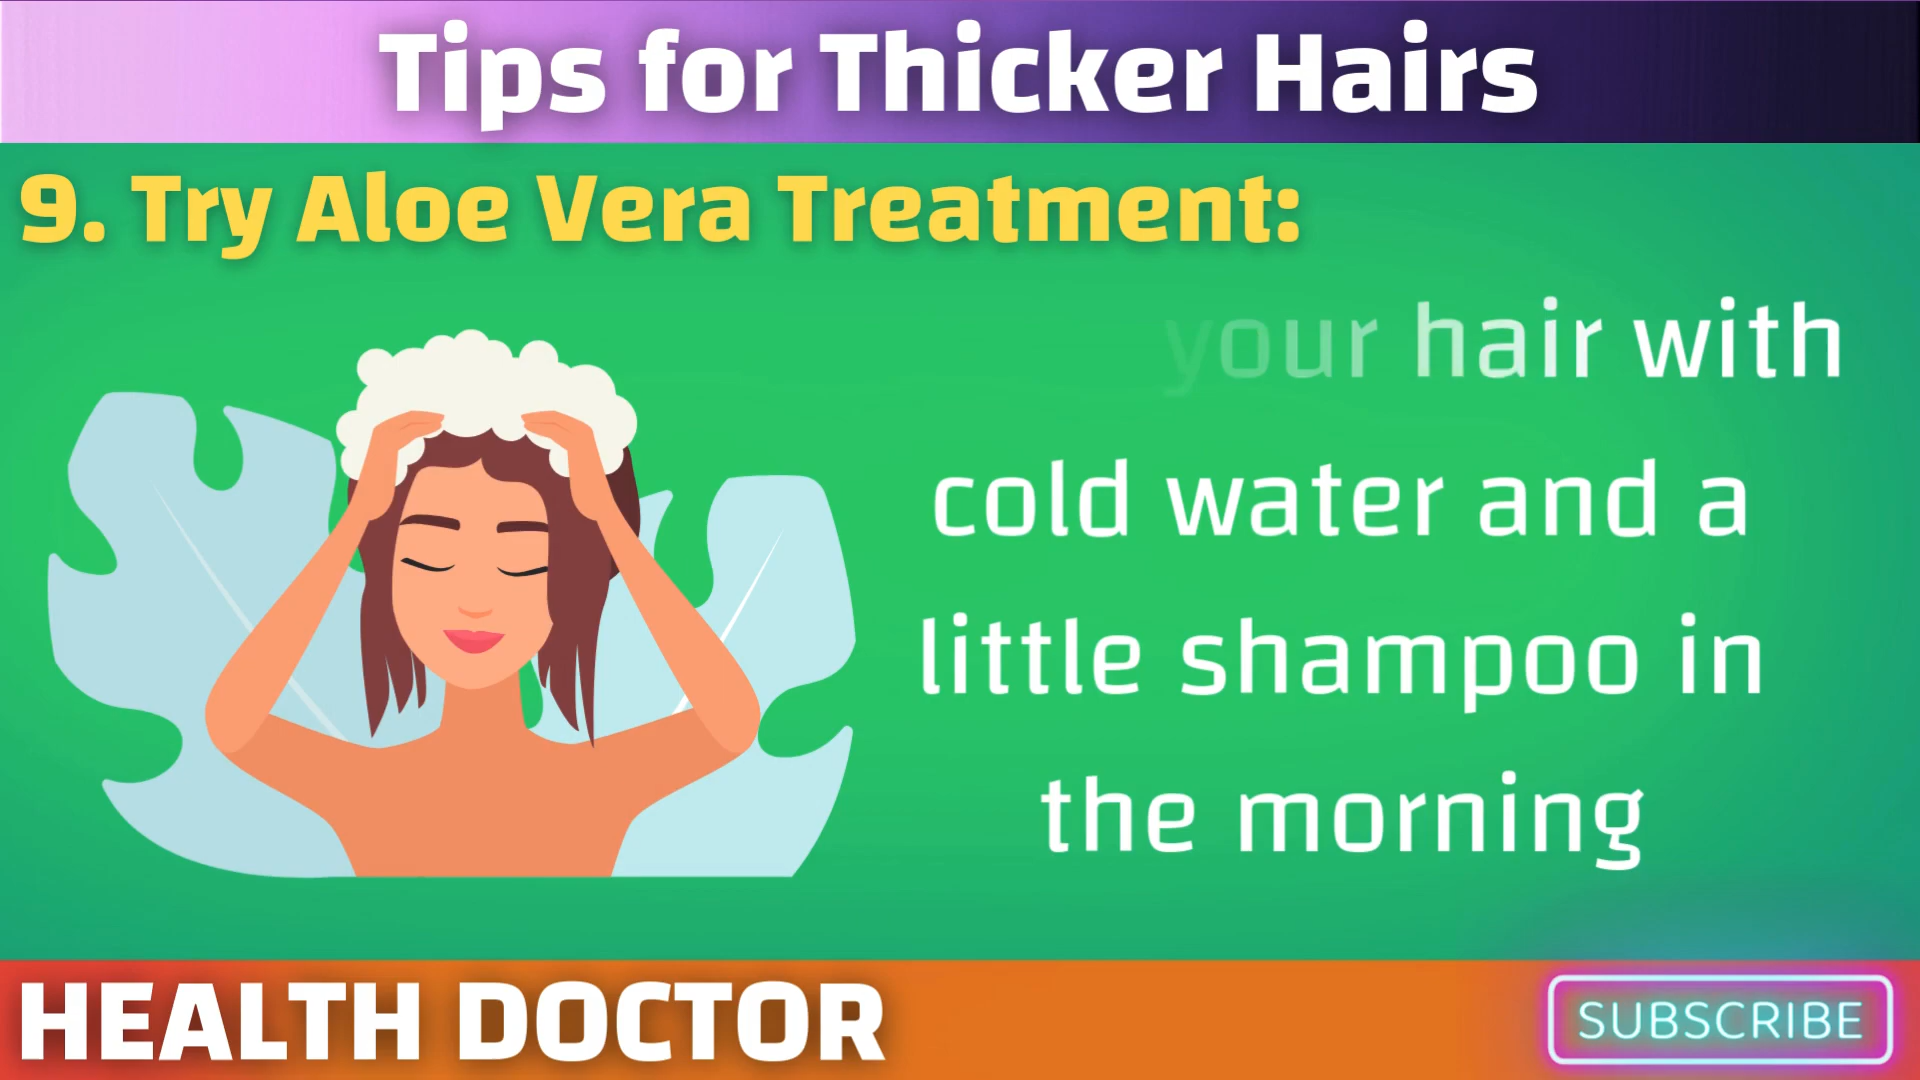 Tips for Thicker Hairs
9. Try Aloe Vera Treatment:
your hair with
cold water and a
little shampoo in
the morning
HEALTH DOCTOR
SUBSCRIBE